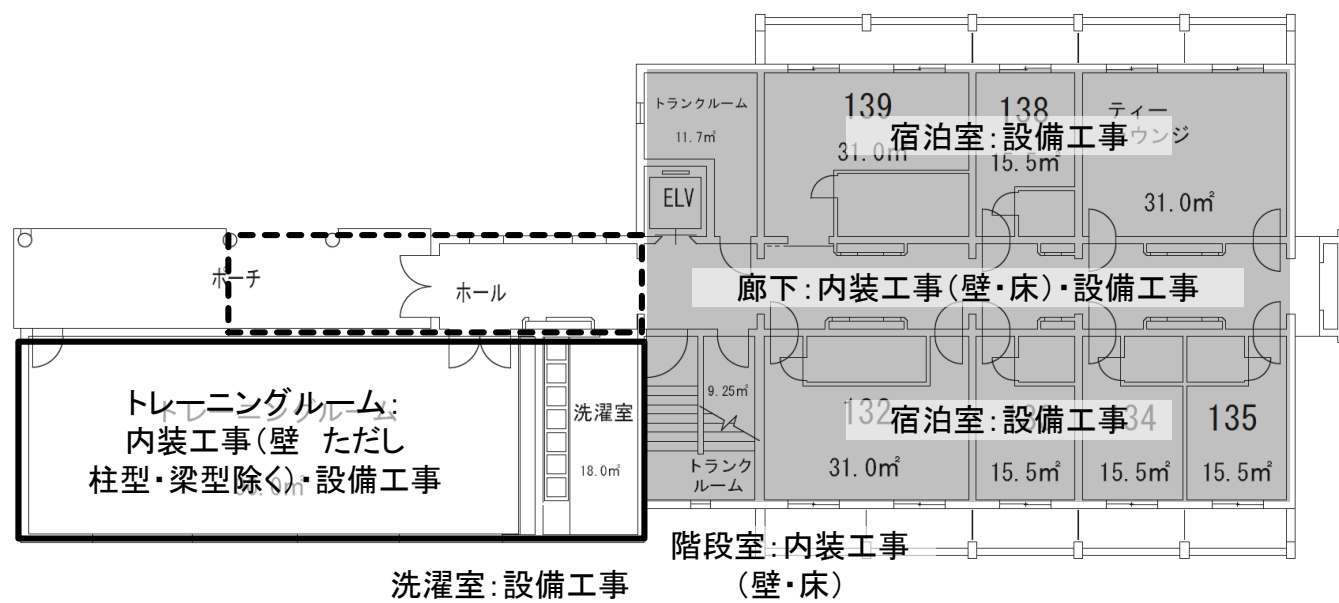 トランクルーム
11.7㎡
139
138
ティー
ウンジ
宿泊室:設備工事
31.0㎡
15.5㎡
31.0㎡
ELV
ポーチ
ホール
廊下:内装工事(壁・床)・設備工事
トレーニングルーム:
内装工事(壁 ただし
柱型・梁型除く)・設備工事
洗濯室
18.0㎡
9.25㎡
トランク
ルーム
132
宿泊室:設備工事
135
31.0㎡
15.5㎡
15.5㎡
15.5㎡
階段室:内装工事
(壁・床)
洗濯室:設備工事